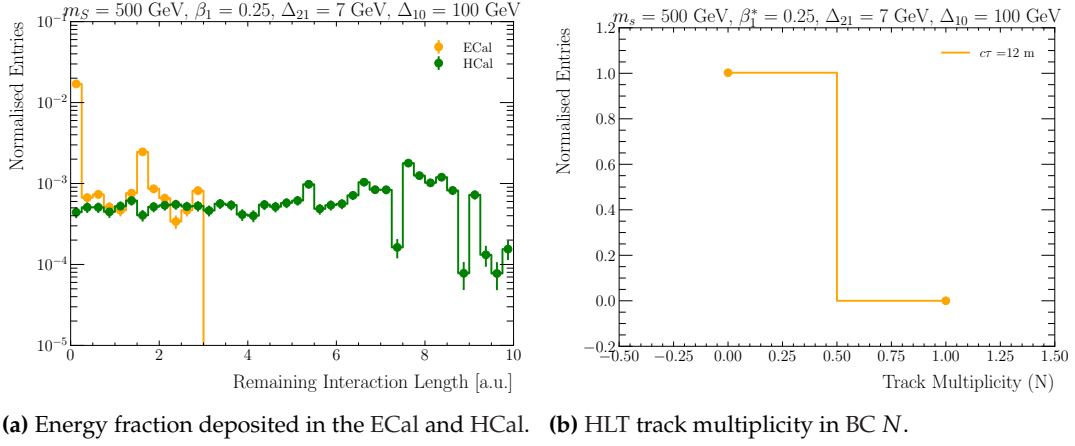 m_S = 500 GeV, β_1 = 0.25, Δ_21 = 7 GeV, Δ_10 = 100 GeV
Normalised Entries
10^−1
10^−2
10^−3
10^−4
10^−5
ECal
HCal
0 2 4 6 8 10
Remaining Interaction Length [a.u.]
(a) Energy fraction deposited in the ECal and HCal.
m_s = 500 GeV, β_1^* = 0.25, Δ_21 = 7 GeV, Δ_10 = 100 GeV
Normalised Entries
1.2
1.0
0.8
0.6
0.4
0.2
0.0
−0.2
cτ =12 m
−0.50 −0.25 0.00 0.25 0.50 0.75 1.00 1.25 1.50
Track Multiplicity (N)
(b) HLT track multiplicity in BC N.